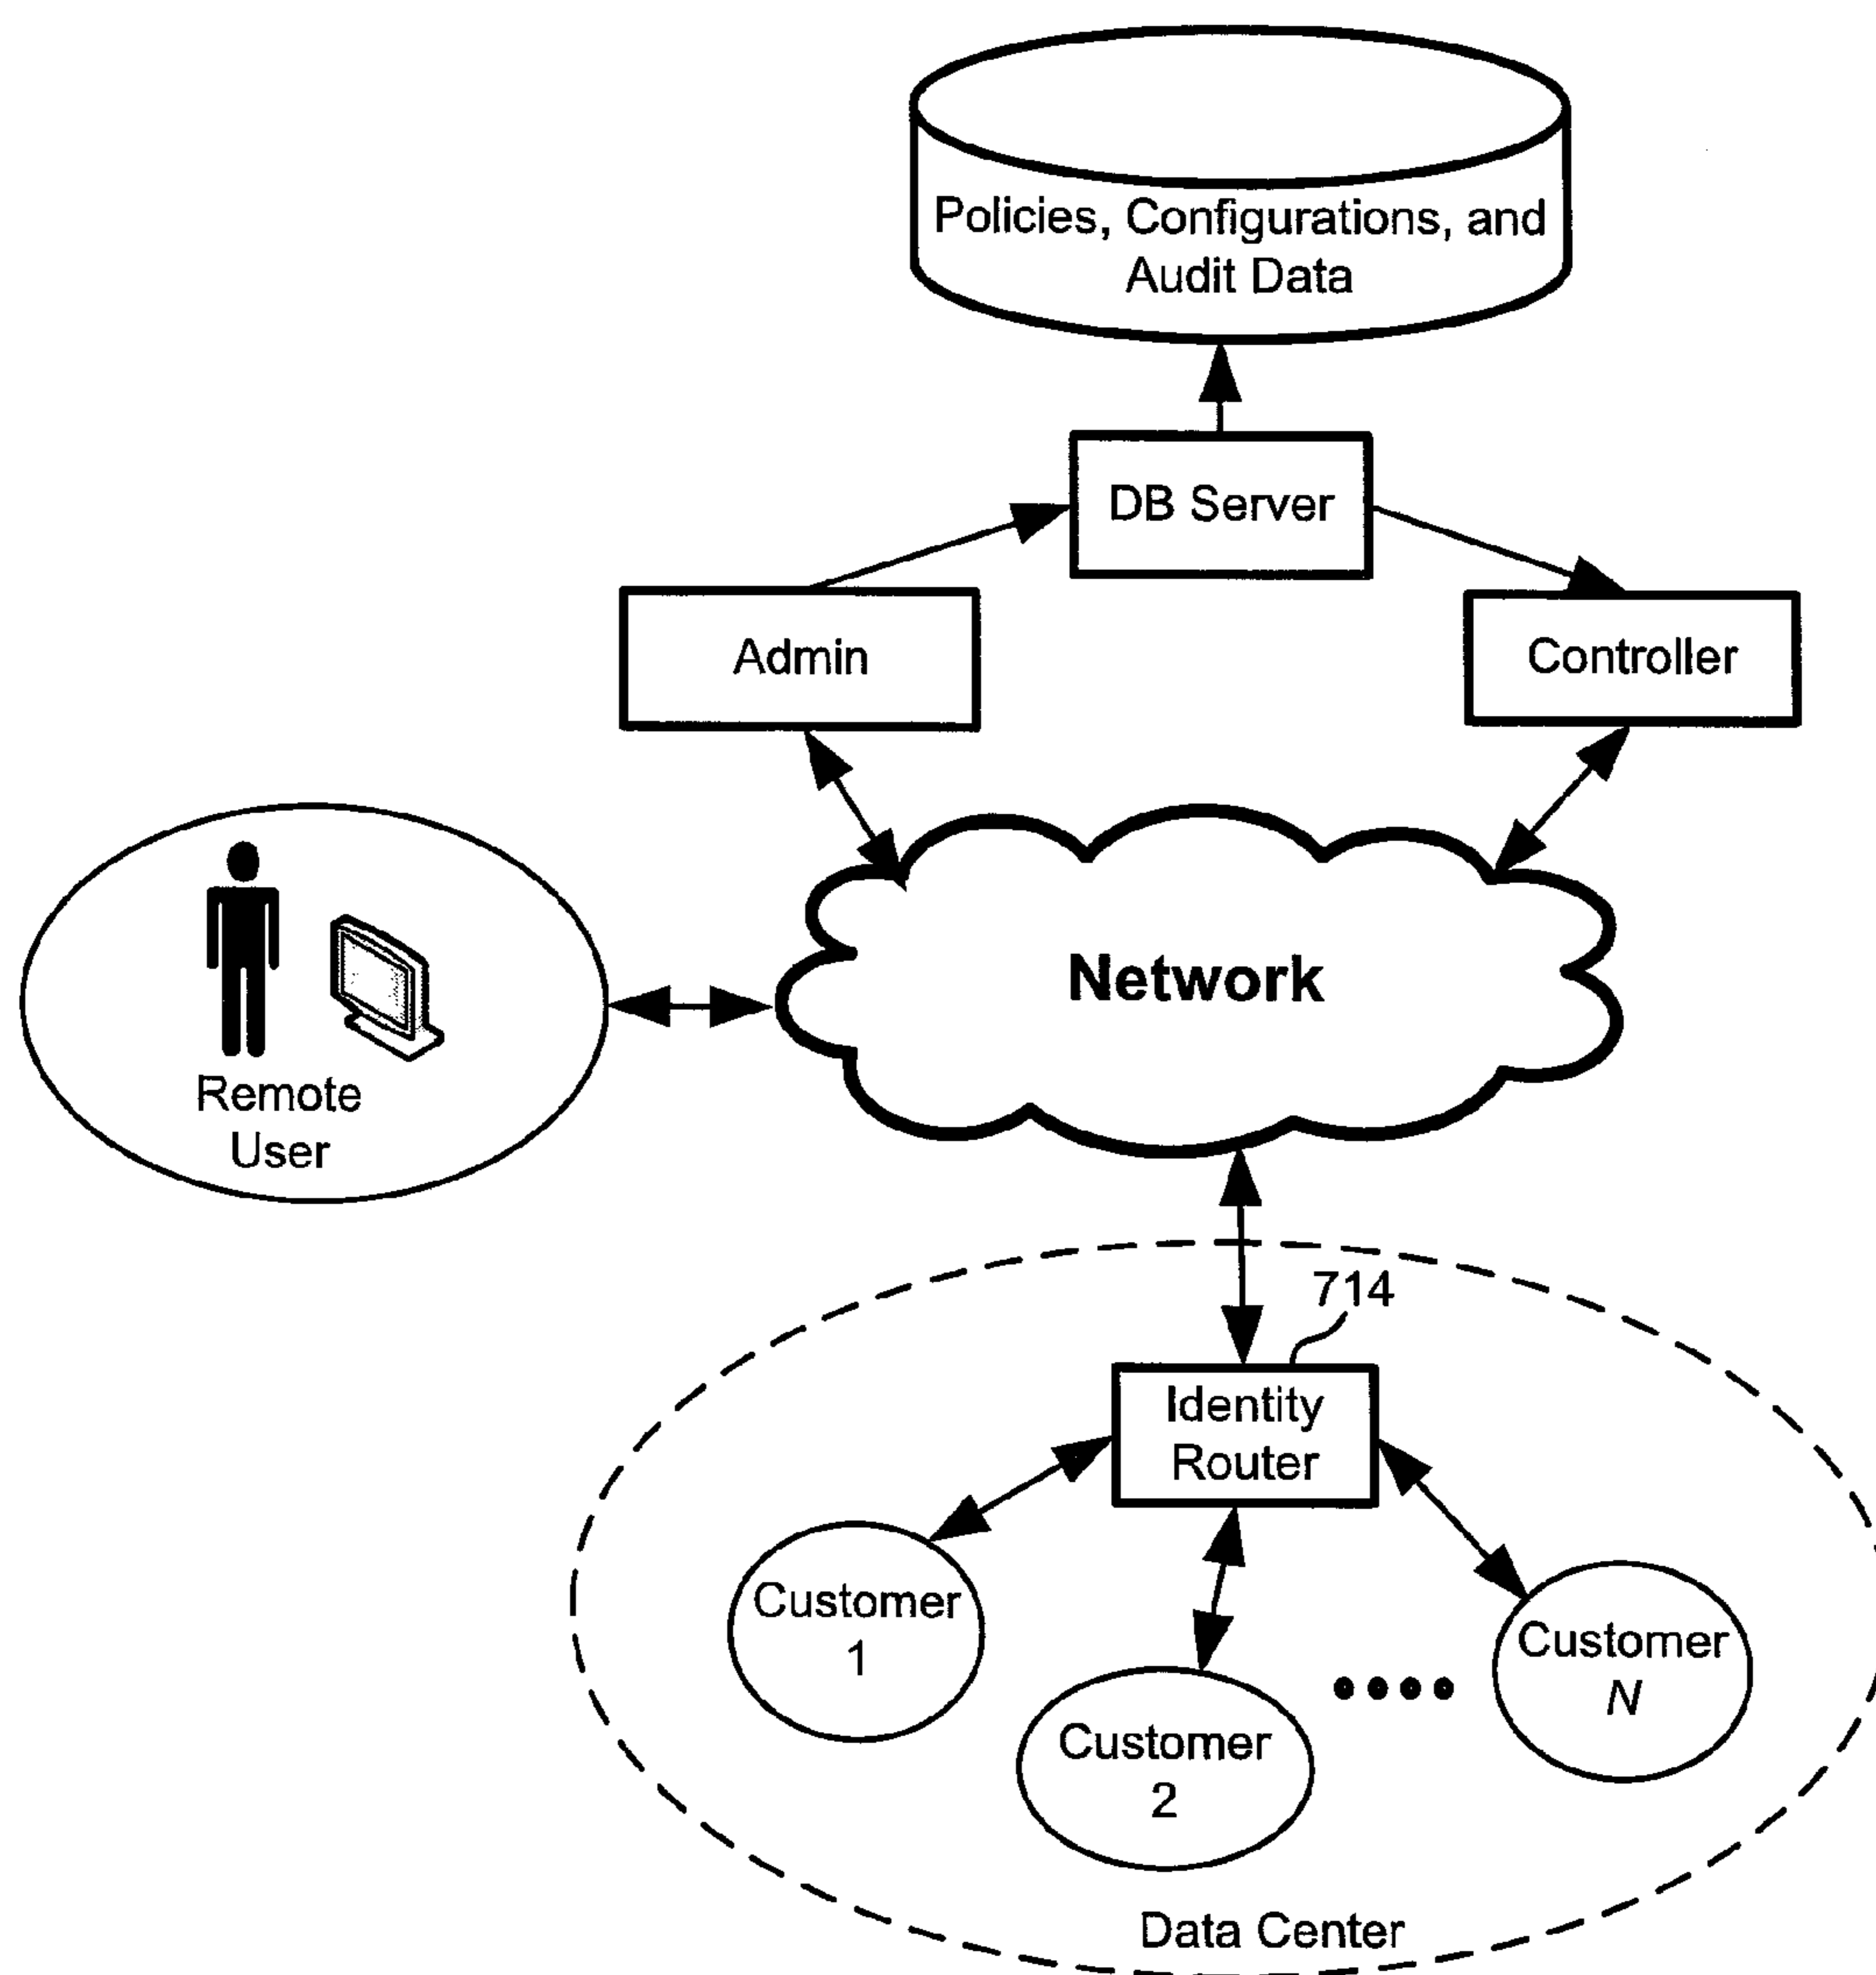 Policies, Configurations, and
Audit Data
DB Server
Admin
Controller
Network
Remote
User
714
Identity
Router
Customer
1
Customer
2
Customer
N
Data Center